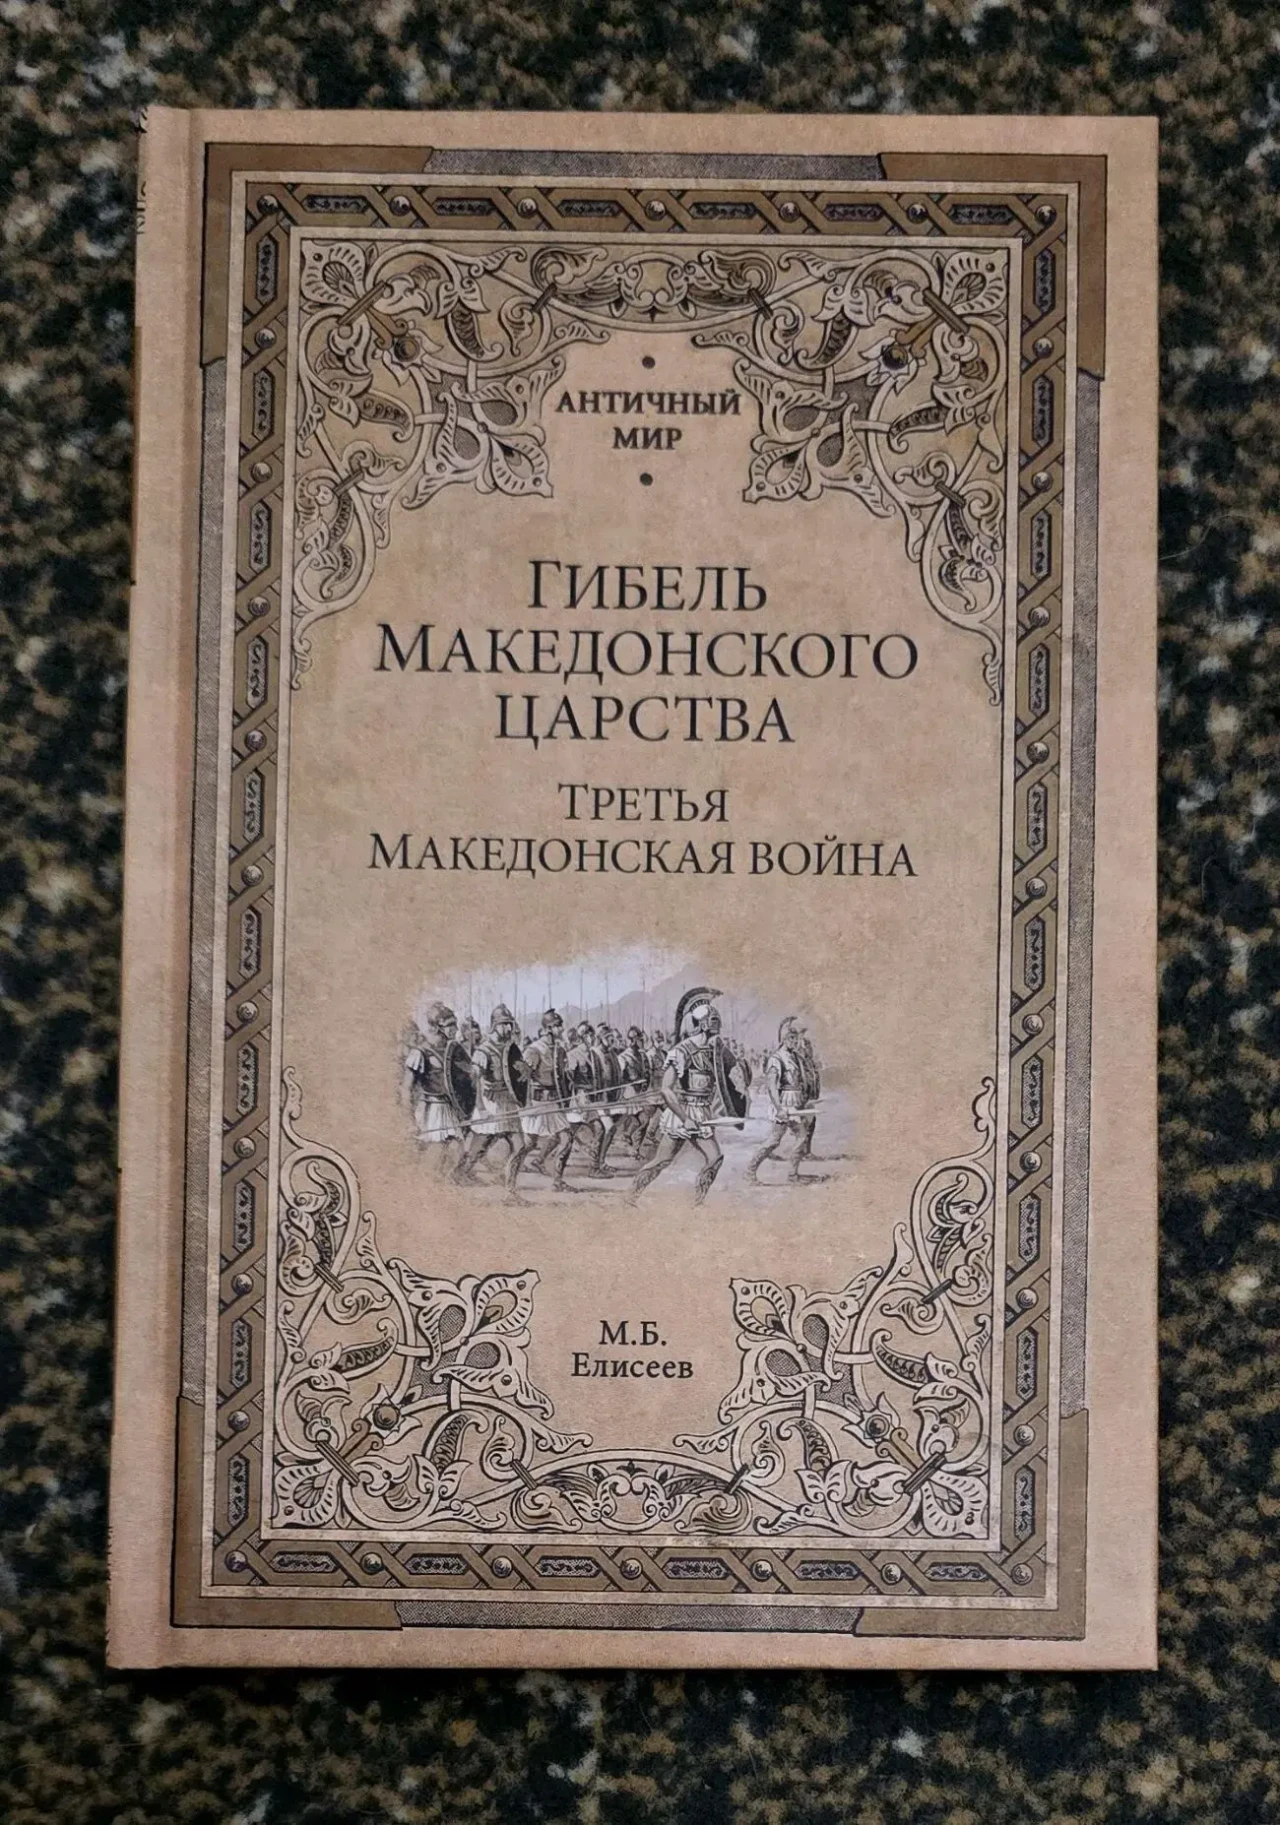 АНТИЧНЫЙ
МИР
ГИБЕЛЬ
МАКЕДОНСКОГО
ЦАРСТВА
ТРЕТЬЯ
МАКЕДОНСКАЯ ВОЙНА
М.Б.
Елисеев